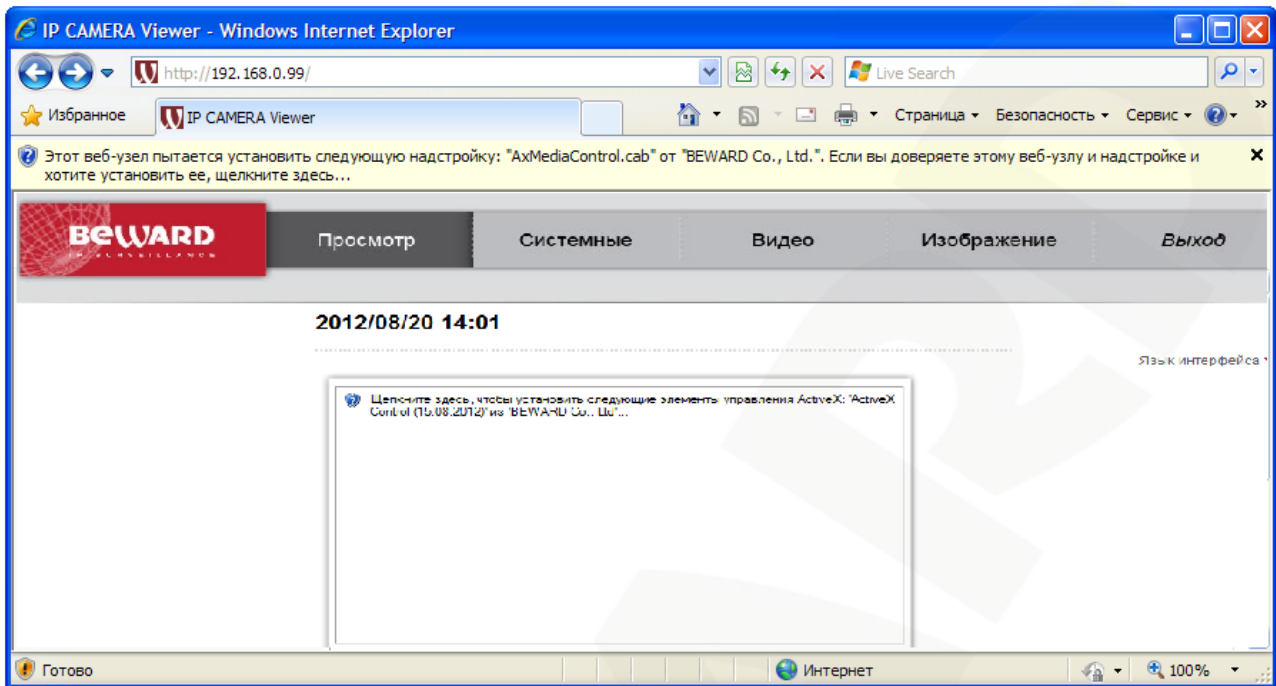 IP CAMERA Viewer - Windows Internet Explorer
http://192.168.0.99/
Live Search
Избранное
IP CAMERA Viewer
Страница
Безопасность
Сервис
Этот веб-узел пытается установить следующую надстройку: "AxMediaControl.cab" от "BEWARD Co., Ltd.". Если вы доверяете этому веб-узлу и надстройке и
хотите установить ее, щелкните здесь...
BEWARD
IP SURVEILLANCE
Просмотр
Системные
Видео
Изображение
Выход
2012/08/20 14:01
Язык интерфейса
Щелкните здесь, чтобы установить следующие элементы управления ActiveX: "ActiveX
Control (15.08.2012)" из "BEWARD Co., Ltd"...
Готово
Интернет
100%